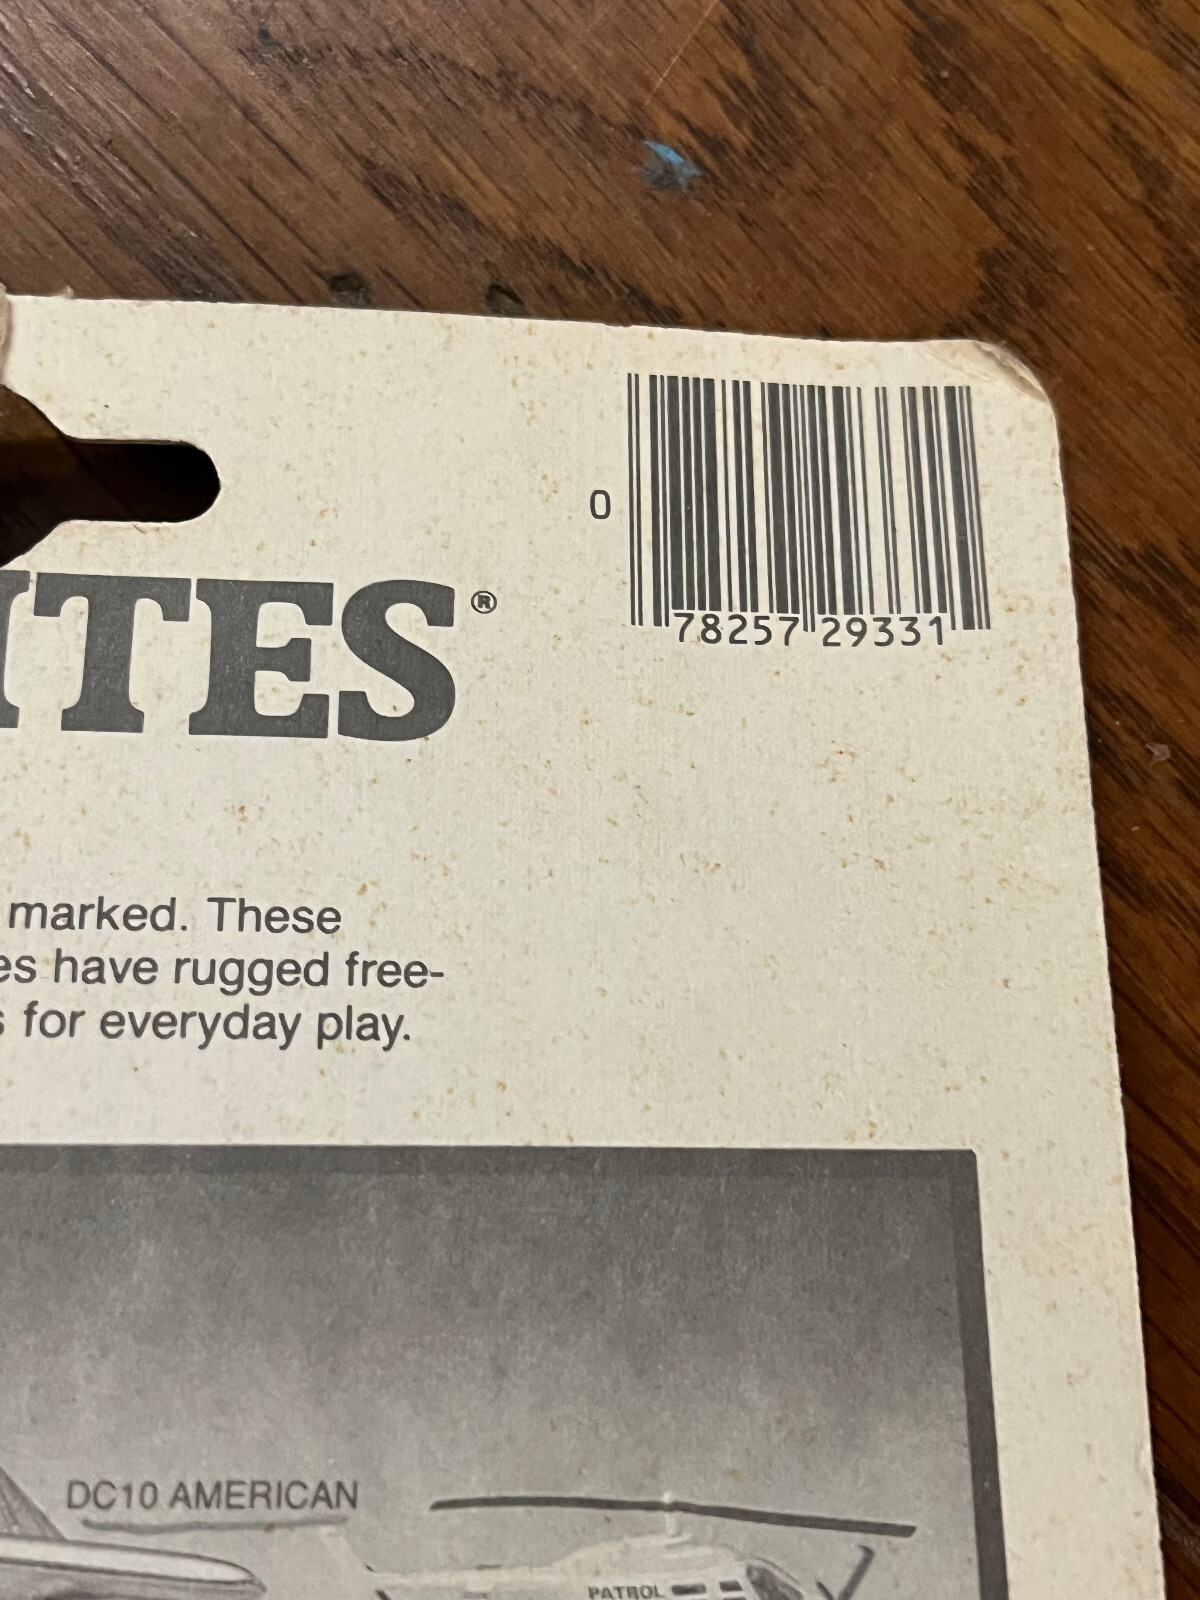 0
78257 29331
ITES®
marked. These
es have rugged free-
s for everyday play.
DC10 AMERICAN
PATROL